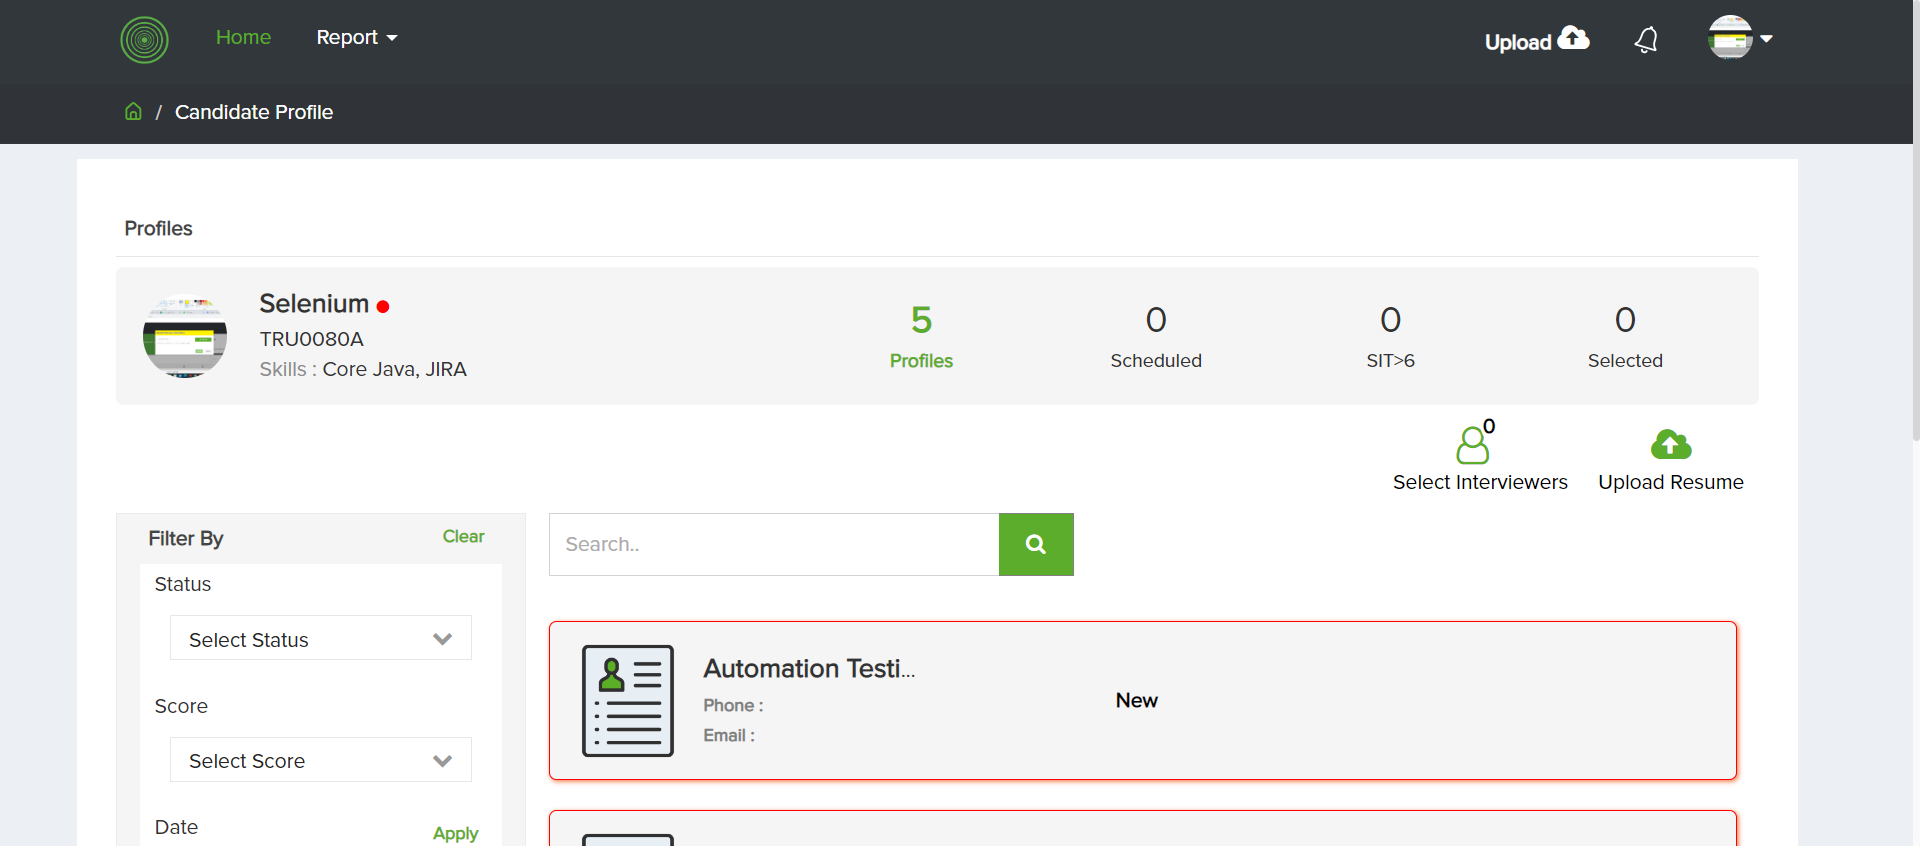 Home
Report
Upload
/ Candidate Profile
Profiles
Selenium
TRU0080A
Skills : Core Java, JIRA
5
Profiles
0
Scheduled
0
SIT>6
0
Selected
0
Select Interviewers
Upload Resume
Filter By
Clear
Status
Select Status
Score
Select Score
Date
Apply
Search..
Automation Testi...
Phone :
Email :
New